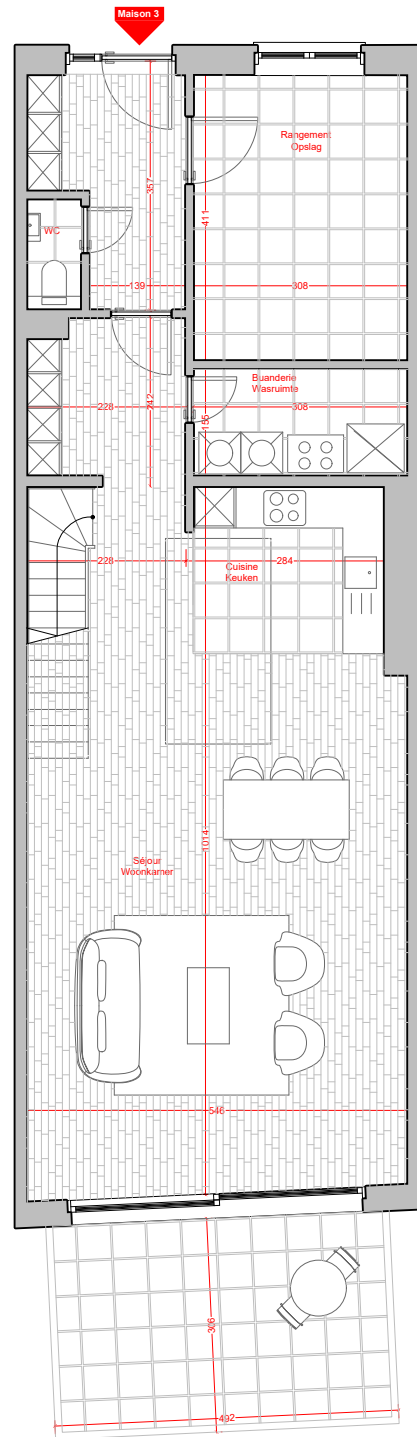 Maison 3
Rangement
Opslag
357
411
WC
139
308
Buanderie
Wasruimte
228
242
308
155
228
Cuisine
Keuken
284
1014
Séjour
Woonkamer
546
306
492